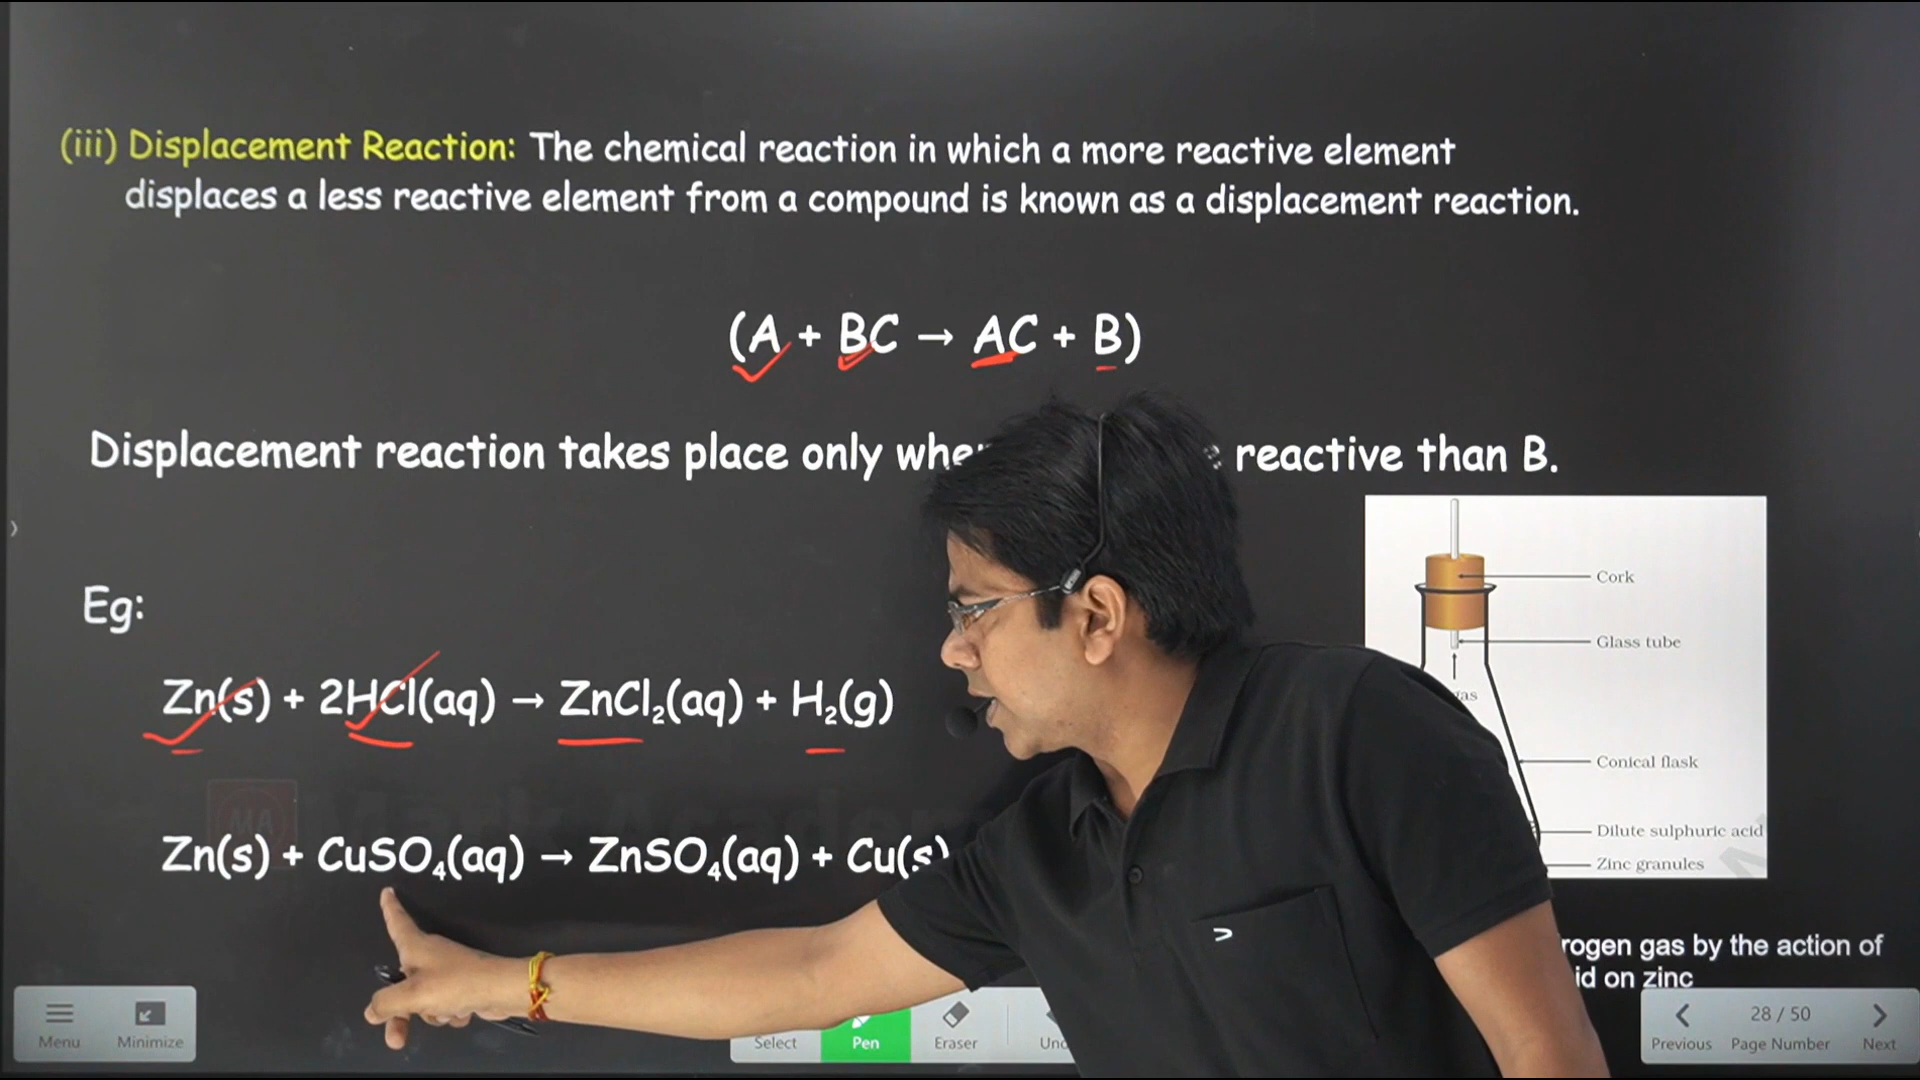 (iii) Displacement Reaction: The chemical reaction in which a more reactive element
displaces a less reactive element from a compound is known as a displacement reaction.
(A + BC → AC + B)
Displacement reaction takes place only reactive than B.
Eg:
Zn(s) + 2HCl(aq) → ZnCl₂(aq) + H₂(g)
Zn(s) + CuSO₄(aq) → ZnSO₄(aq) + Cu(s)
Cork
Glass tube
gas
Conical flask
Dilute sulphuric acid
Zinc granules
gas by the action of
on zinc
MA
Menu
Minimize
Select
Pen
Eraser
Previous
28 / 50
Page Number
Next